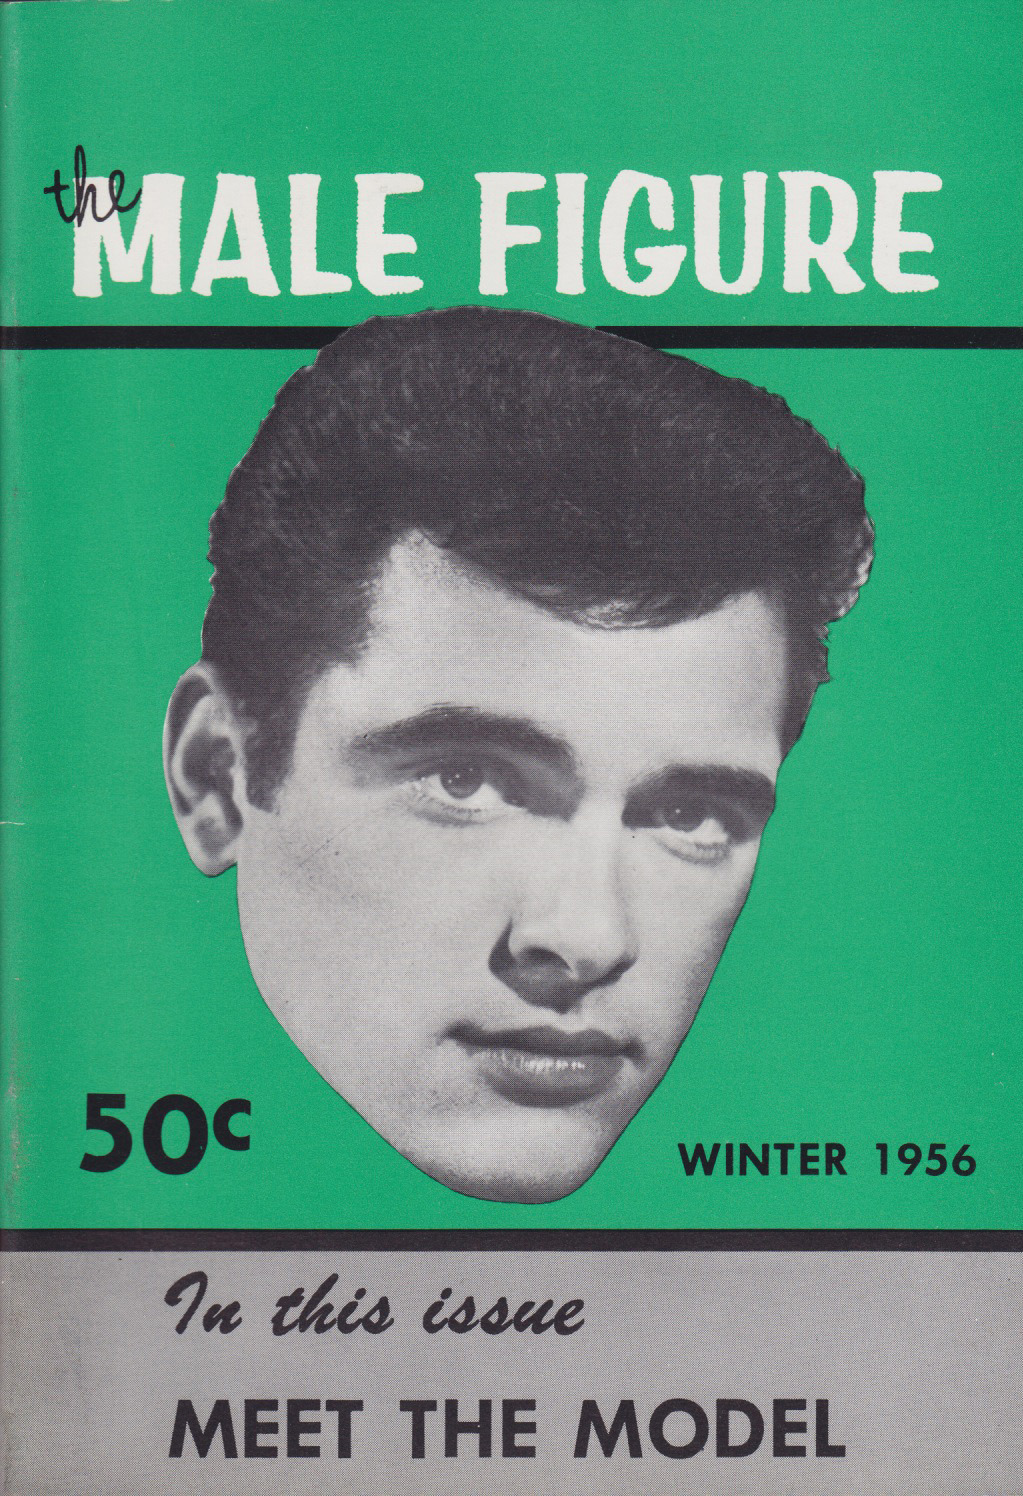 the MALE FIGURE
50c
WINTER 1956
In this issue
MEET THE MODEL